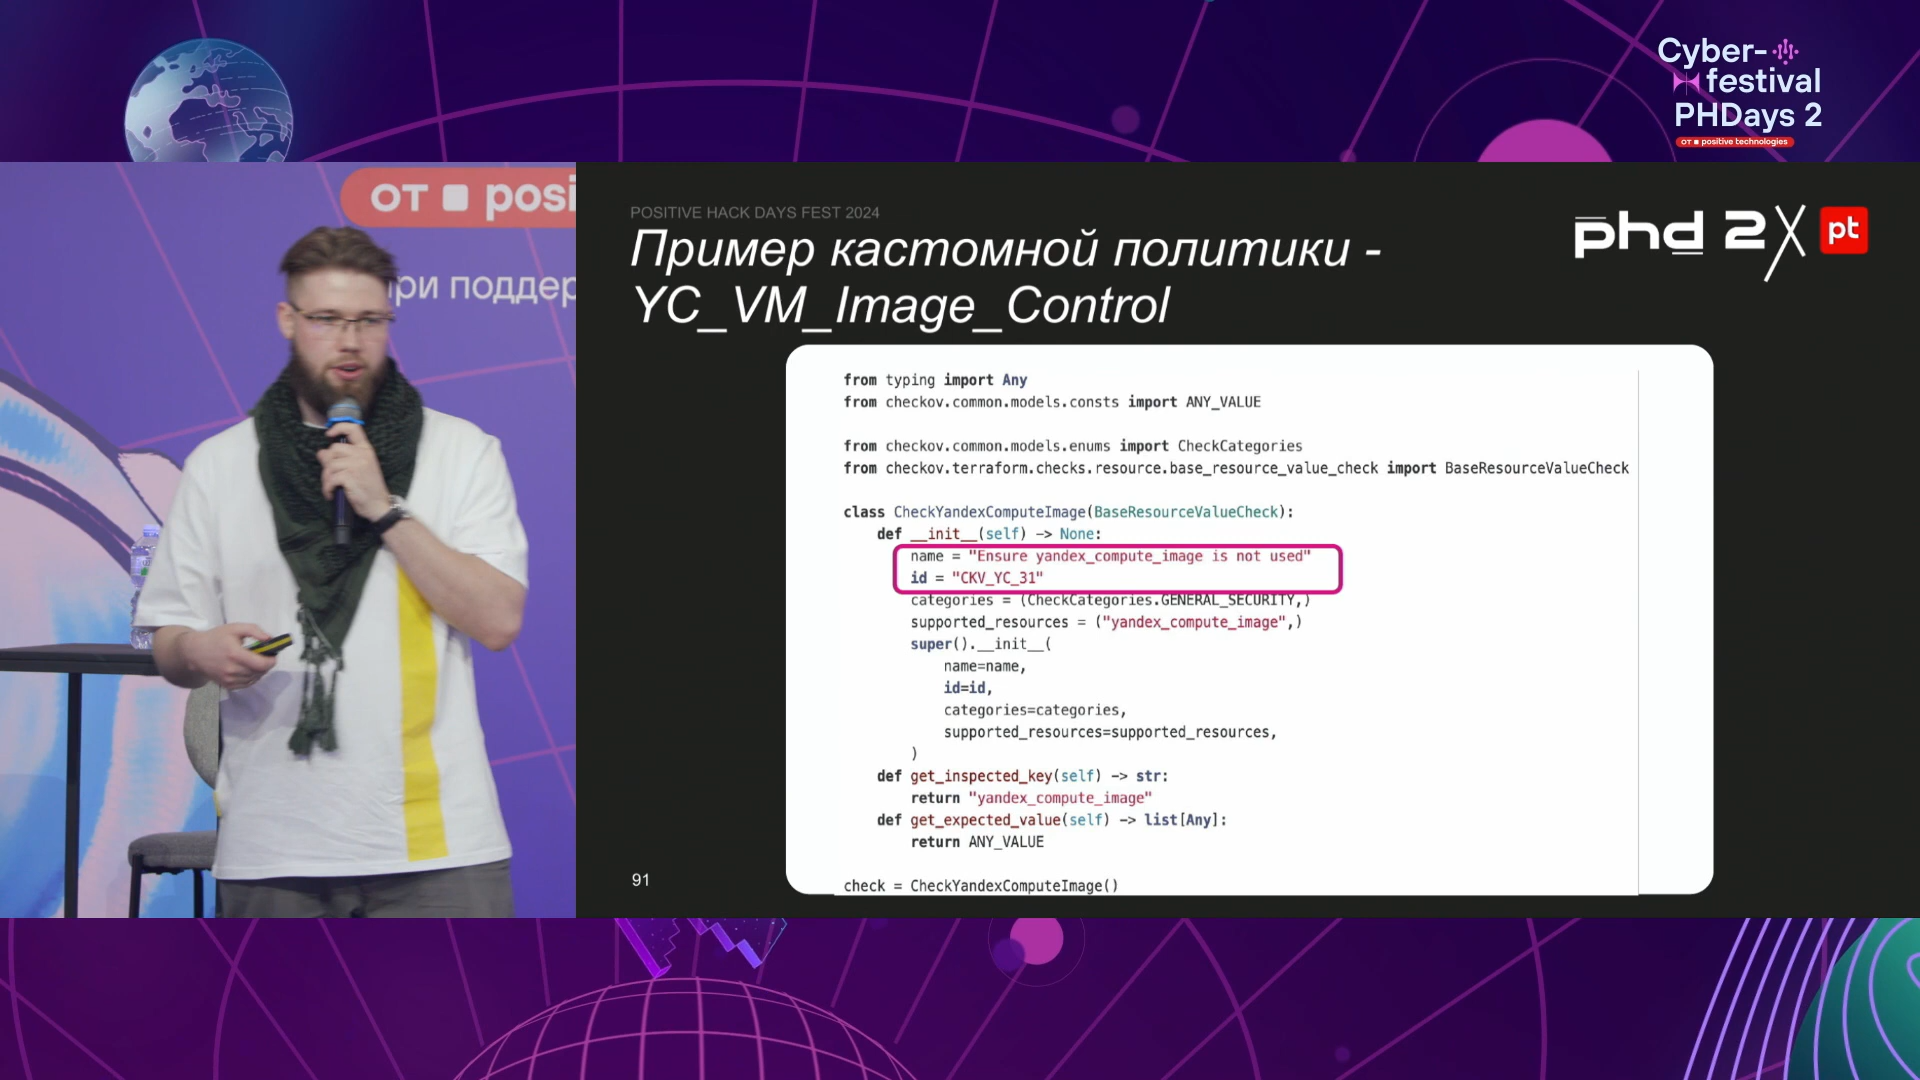 Cyber-
festival
PHDays 2
от positive technologies
от posi
ри поддер
POSITIVE HACK DAYS FEST 2024
Пример кастомной политики -
YC_VM_Image_Control
phd 2
pt
from typing import Any
from checkov.common.models.consts import ANY_VALUE
from checkov.common.models.enums import CheckCategories
from checkov.terraform.checks.resource.base_resource_value_check import BaseResourceValueCheck
class CheckYandexComputeImage(BaseResourceValueCheck):
def __init__(self) -> None:
name = "Ensure yandex_compute_image is not used"
id = "CKV_YC_31"
categories = (CheckCategories.GENERAL_SECURITY,)
supported_resources = ("yandex_compute_image",)
super().__init__(
name=name,
id=id,
categories=categories,
supported_resources=supported_resources,
)
def get_inspected_key(self) -> str:
return "yandex_compute_image"
def get_expected_value(self) -> list[Any]:
return ANY_VALUE
check = CheckYandexComputeImage()
91